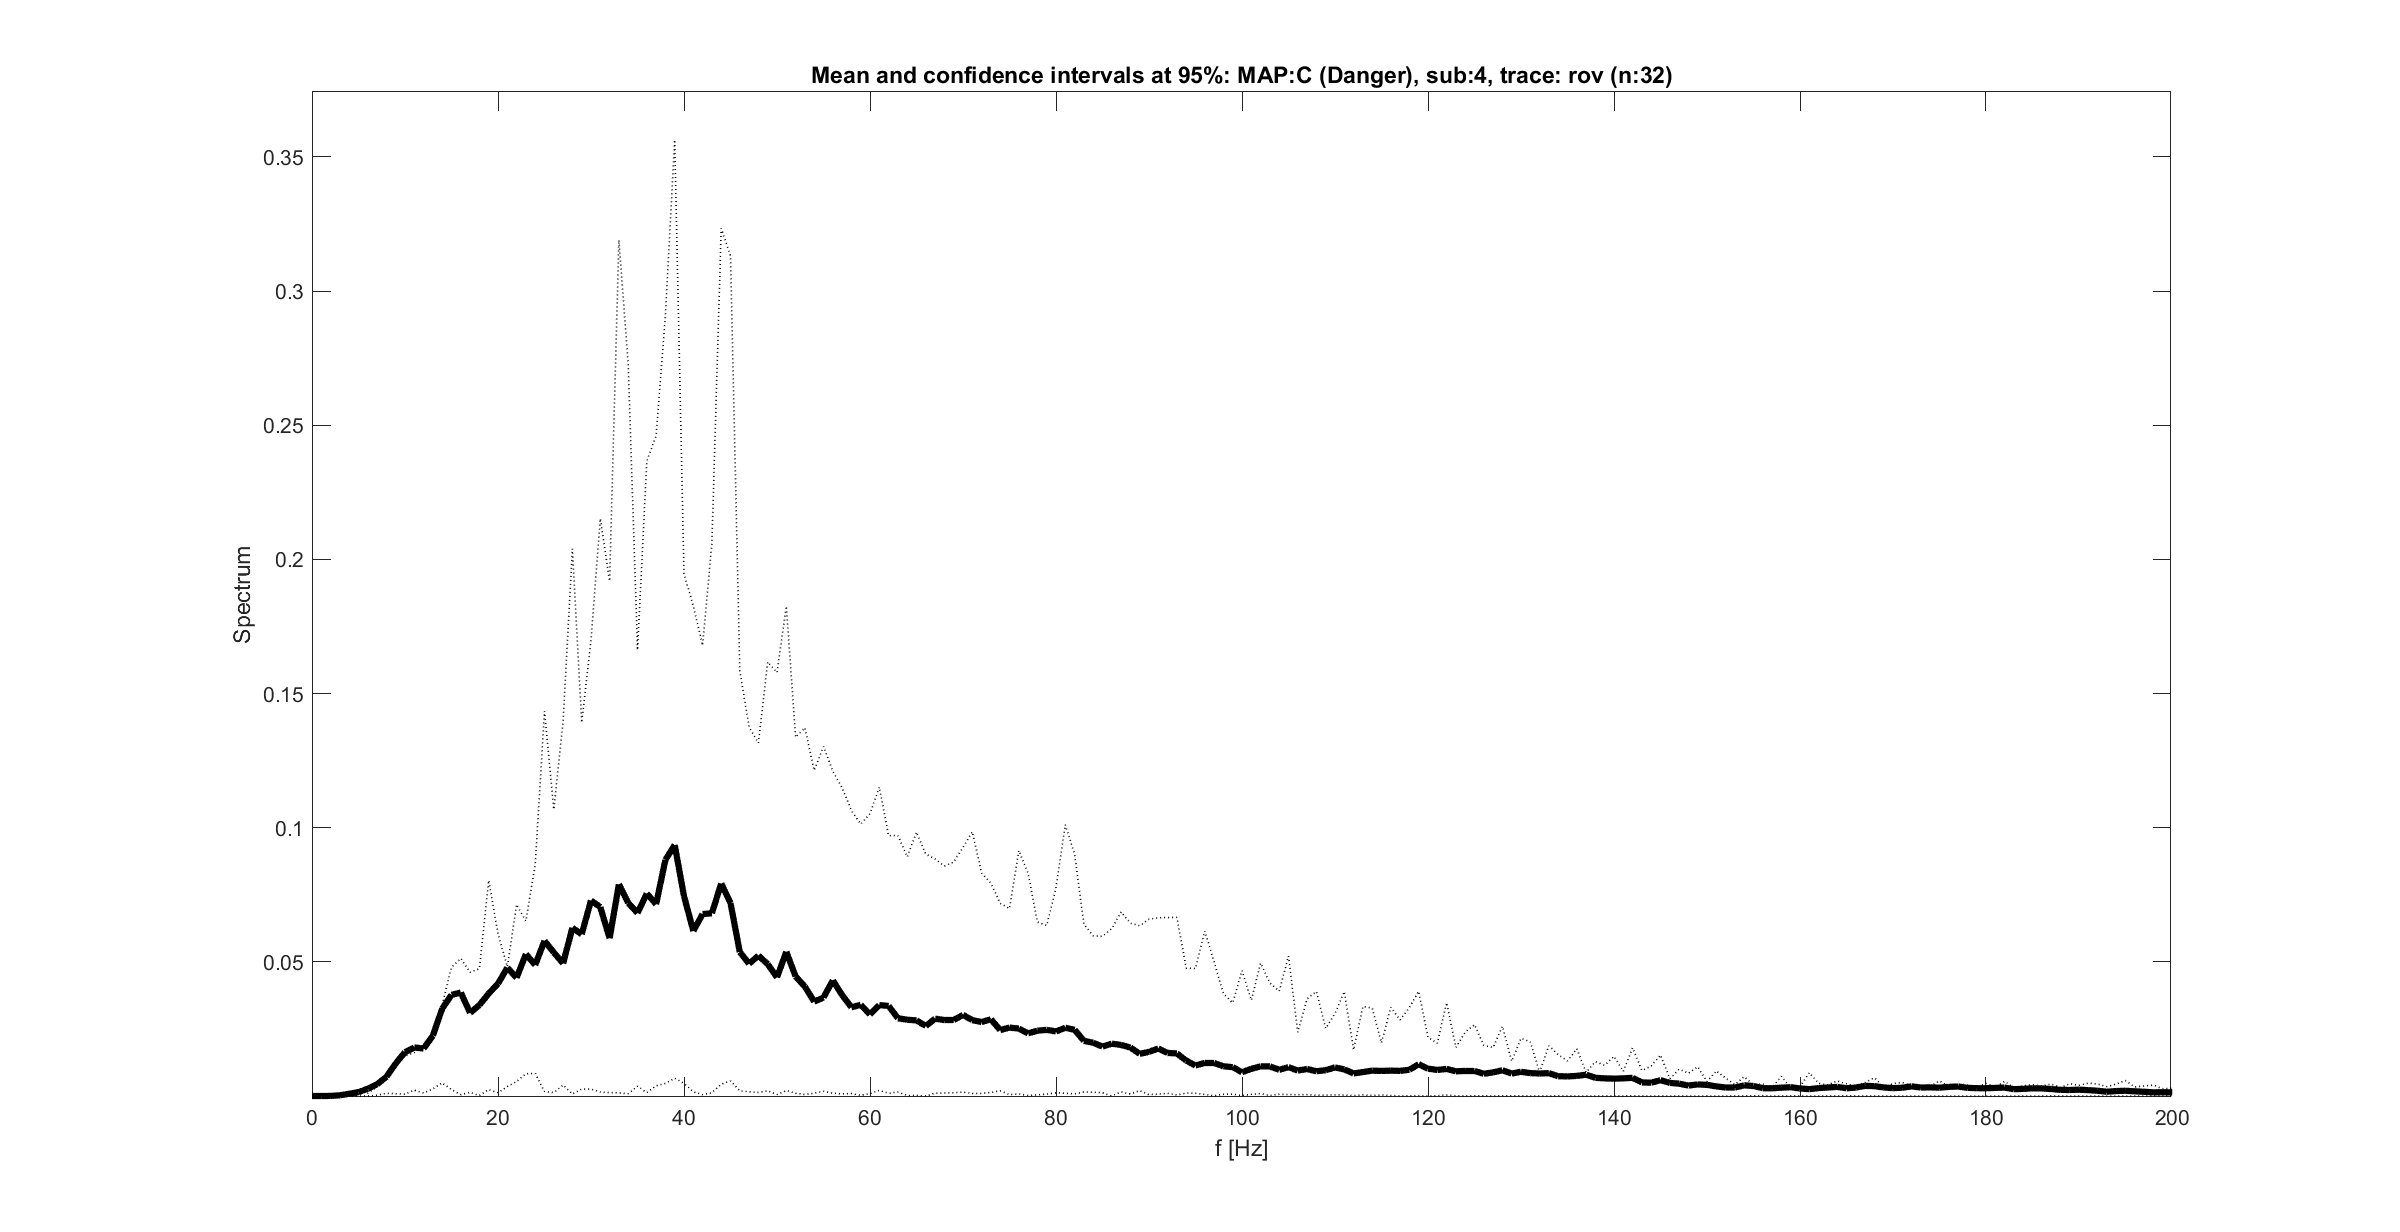 Mean and confidence intervals at 95%: MAP:C (Danger), sub:4, trace: rov (n:32)
0.35
0.3
0.25
0.2
0.15
0.1
0.05
Spectrum
0 20 40 60 80 100 120 140 160 180 200
f [Hz]